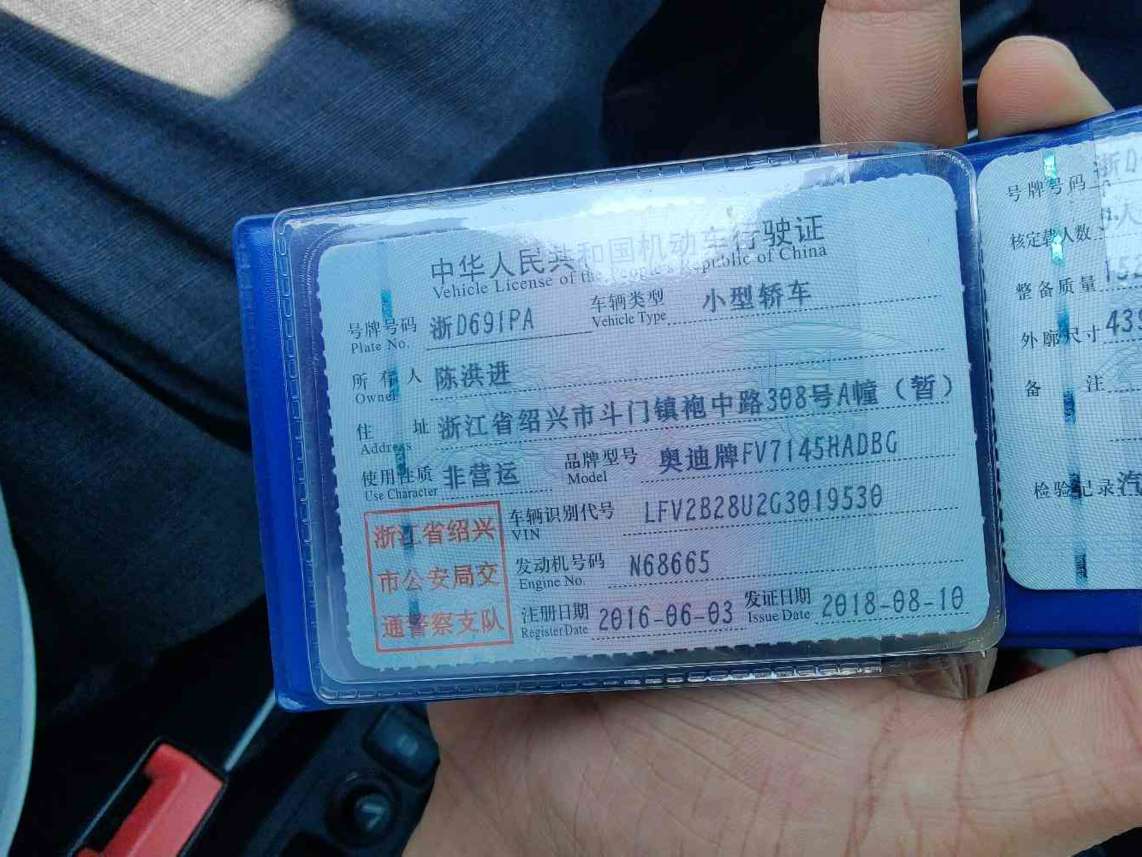 中华人民共和国机动车行驶证
Vehicle License of the People's Republic of China
号牌号码 浙D691PA 车辆类型 小型轿车
Plate No. Vehicle Type
所有人 陈洪进
Owner
住址 浙江省绍兴市斗门镇袍中路308号A幢（暂）
Address
使用性质 非营运 品牌型号 奥迪牌FV7145HADBG
Use Character Model
浙江省绍兴
市公安局交
通警察支队
车辆识别代号 LFV2B28U2G3019530
VIN
发动机号码 N68665
Engine No.
注册日期 2016-06-03 发证日期 2018-08-10
Register Date Issue Date
号牌号码 浙D
核定载人数
整备质量
外廓尺寸
备注
检验记录